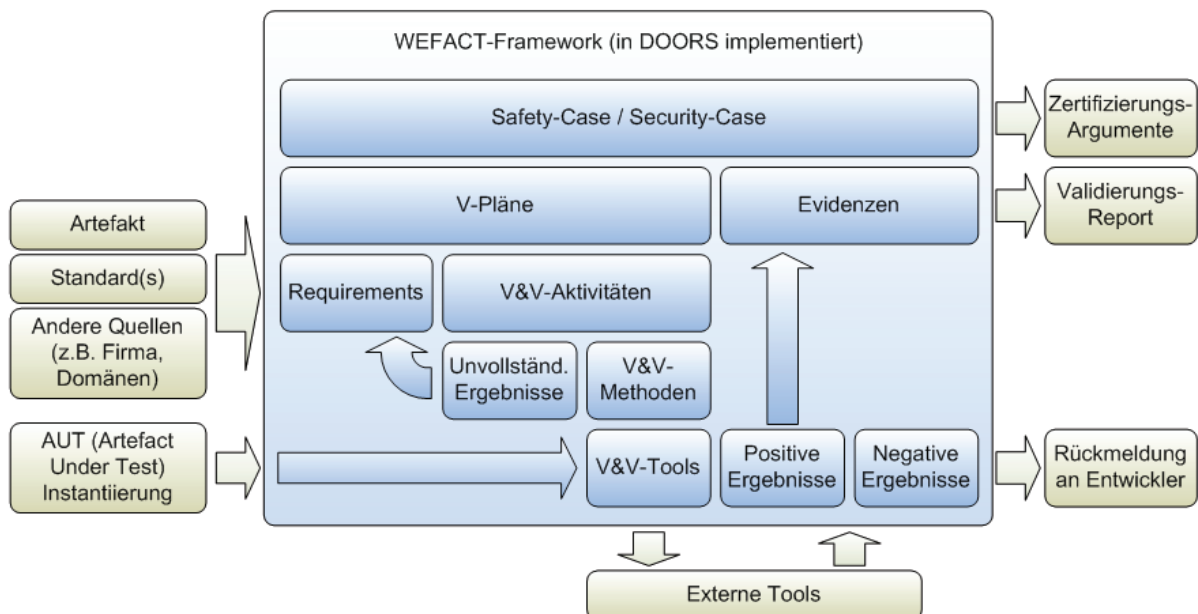 WEFACT-Framework (in DOORS implementiert)
Safety-Case / Security-Case
Zertifizierungs-
Argumente
V-Pläne
Evidenzen
Validierungs-
Report
Artefakt
Standard(s)
Andere Quellen
(z.B. Firma,
Domänen)
Requirements
V&V-Aktivitäten
Unvollständ.
Ergebnisse
V&V-
Methoden
AUT (Artefact
Under Test)
Instantiierung
V&V-Tools
Positive
Ergebnisse
Negative
Ergebnisse
Rückmeldung
an Entwickler
Externe Tools